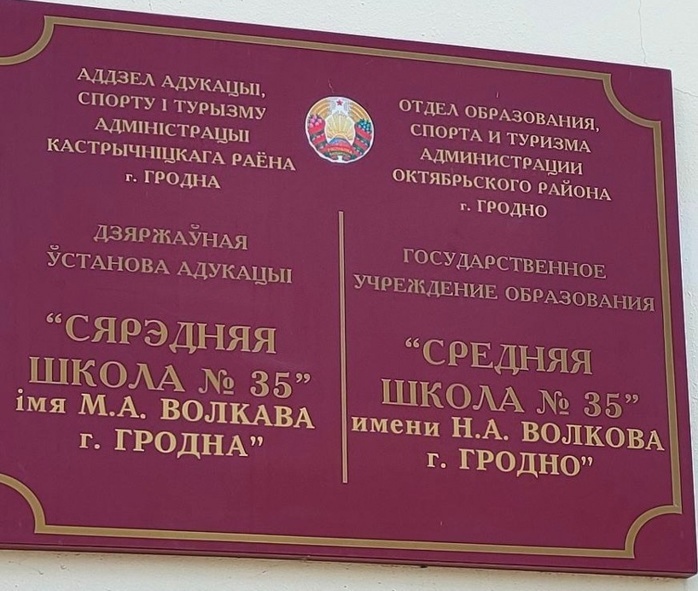 АДДЗЕЛ АДУКАЦЫІ,
СПОРТУ І ТУРЫЗМУ
АДМІНІСТРАЦЫІ
КАСТРЫЧНІЦКАГА РАЁНА
г. ГРОДНА
ДЗЯРЖАЎНАЯ
ЎСТАНОВА АДУКАЦЫІ
“СЯРЭДНЯЯ
ШКОЛА № 35”
імя М.А. ВОЛКАВА
г. ГРОДНА”
ОТДЕЛ ОБРАЗОВАНИЯ,
СПОРТА И ТУРИЗМА
АДМИНИСТРАЦИИ
ОКТЯБРЬСКОГО РАЙОНА
г. ГРОДНО
ГОСУДАРСТВЕННОЕ
УЧРЕЖДЕНИЕ ОБРАЗОВАНИЯ
“СРЕДНЯЯ
ШКОЛА № 35”
имени Н.А. ВОЛКОВА
г. ГРОДНО”